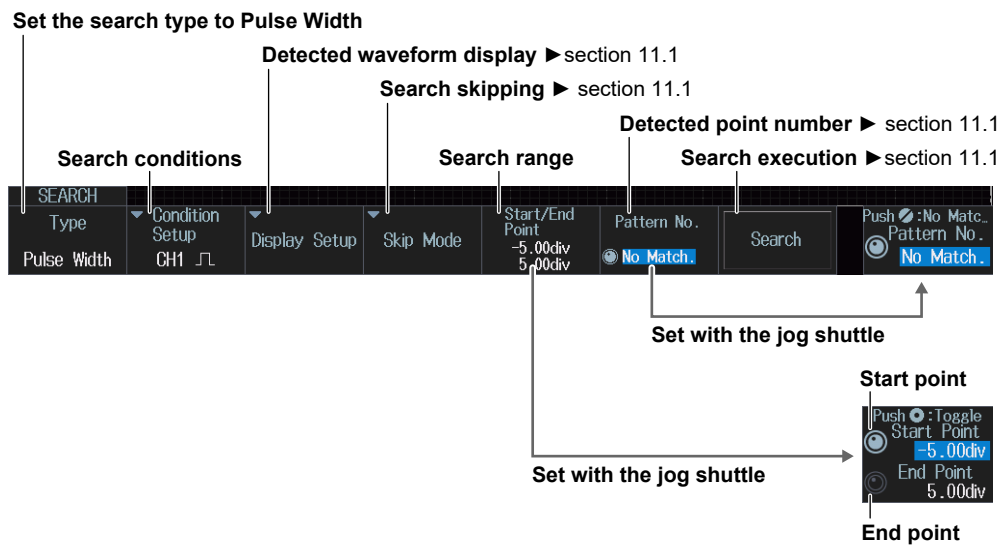 Set the search type to Pulse Width
Detected waveform display ►section 11.1
Search skipping ► section 11.1
Detected point number ► section 11.1
Search conditions
Search range
Search execution ►section 11.1
SEARCH
Type
Pulse Width
Condition
Setup
CH1
Display Setup
Skip Mode
Start/End
Point
-5.00div
5.00div
Pattern No.
No Match.
Search
Push :No Matc…
Pattern No.
No Match.
Set with the jog shuttle
Start point
Push :Toggle
Start Point
-5.00div
End Point
5.00div
Set with the jog shuttle
End point